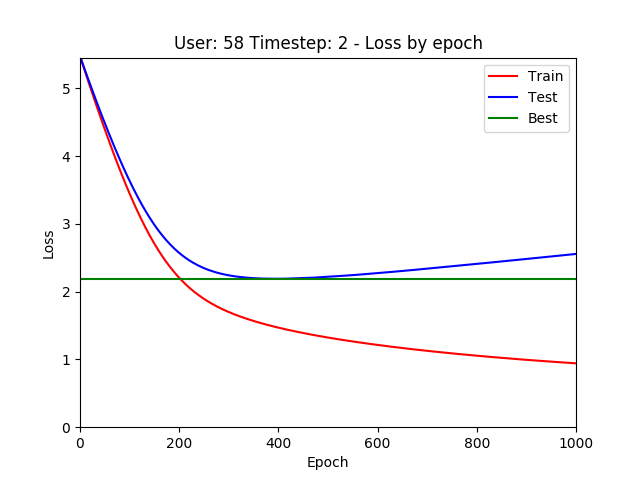 User: 58 Timestep: 2 - Loss by epoch
Train
Test
Best
5
4
3
2
1
0
Loss
0 200 400 600 800 1000
Epoch